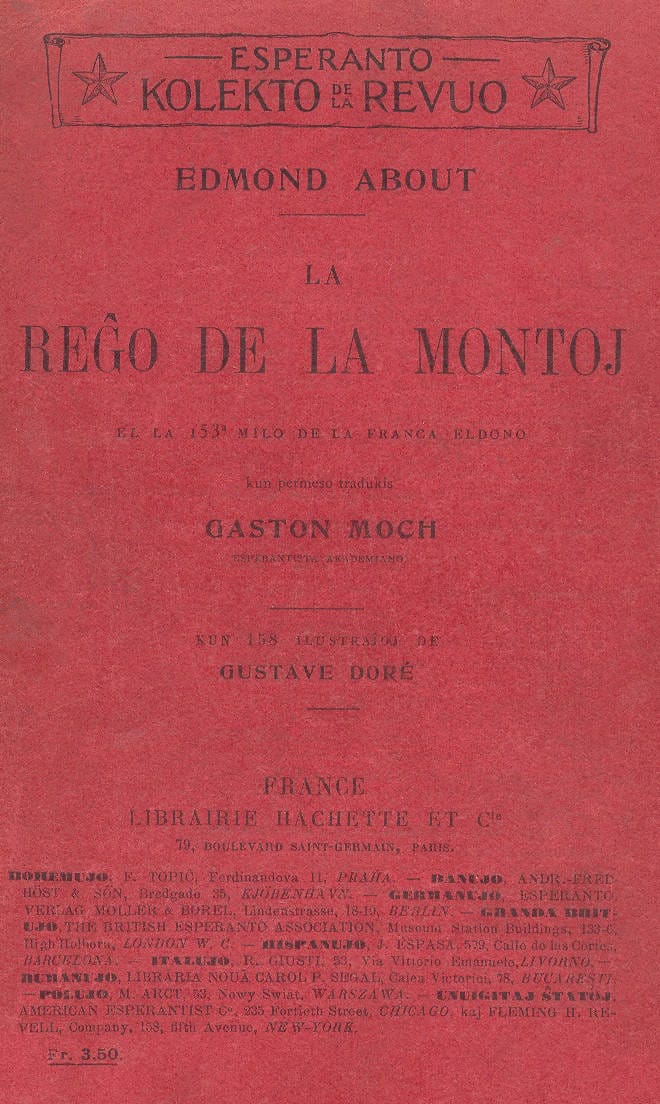 ESPERANTO
KOLEKTO DE LA REVUO
EDMOND ABOUT
LA
REĜO DE LA MONTOJ
EL LA 153a MILO DE LA FRANCA ELDONO
kun permeso tradukis
GASTON MOCH
ESPERANTISTA AKADEMIANO
KUN 158 ILUSTRAĴOJ DE
GUSTAVE DORÉ
FRANCE
LIBRAIRIE HACHETTE ET Cie
79, BOULEVARD SAINT-GERMAIN, PARIS.
BOHEMUJO, F. TOPIČ, Ferdinandova 11, PRAHA. — DANUJO, ANDR.-FRED
HÖST & SÖN, Bredgade 35, KJÖBENHAVN. — GERMANUJO, ESPERANTO
VERLAG MÖLLER & BOREL, Lindenstrasse, 18-19, BERLIN. — GRANDA BRIT-
UJO, THE BRITISH ESPERANTO ASSOCIATION, Museum Station Buildings, 133-6,
High Holborn, LONDON W. C. — HISPANUJO, J. ESPASA, 579, Calle de las Cortes,
BARCELONA. — ITALUJO, R. GIUSTI, 53, Via Vittorio Emanuele, LIVORNO. —
RUMANUJO, LIBRARIA NOUĂ CAROL P. SEGAL, Calea Victoriei, 78, BUCARESTI
— POLUJO, M. ARCT, 53, Nowy Swiat, WARSZAWA. — UNUIGITAJ ŜTATOJ,
AMERICAN ESPERANTIST Co, 235 Fortieth Street, CHICAGO, kaj FLEMING H. RE-
VELL, Company, 158, fifth Avenue, NEW-YORK.
Fr. 3.50.